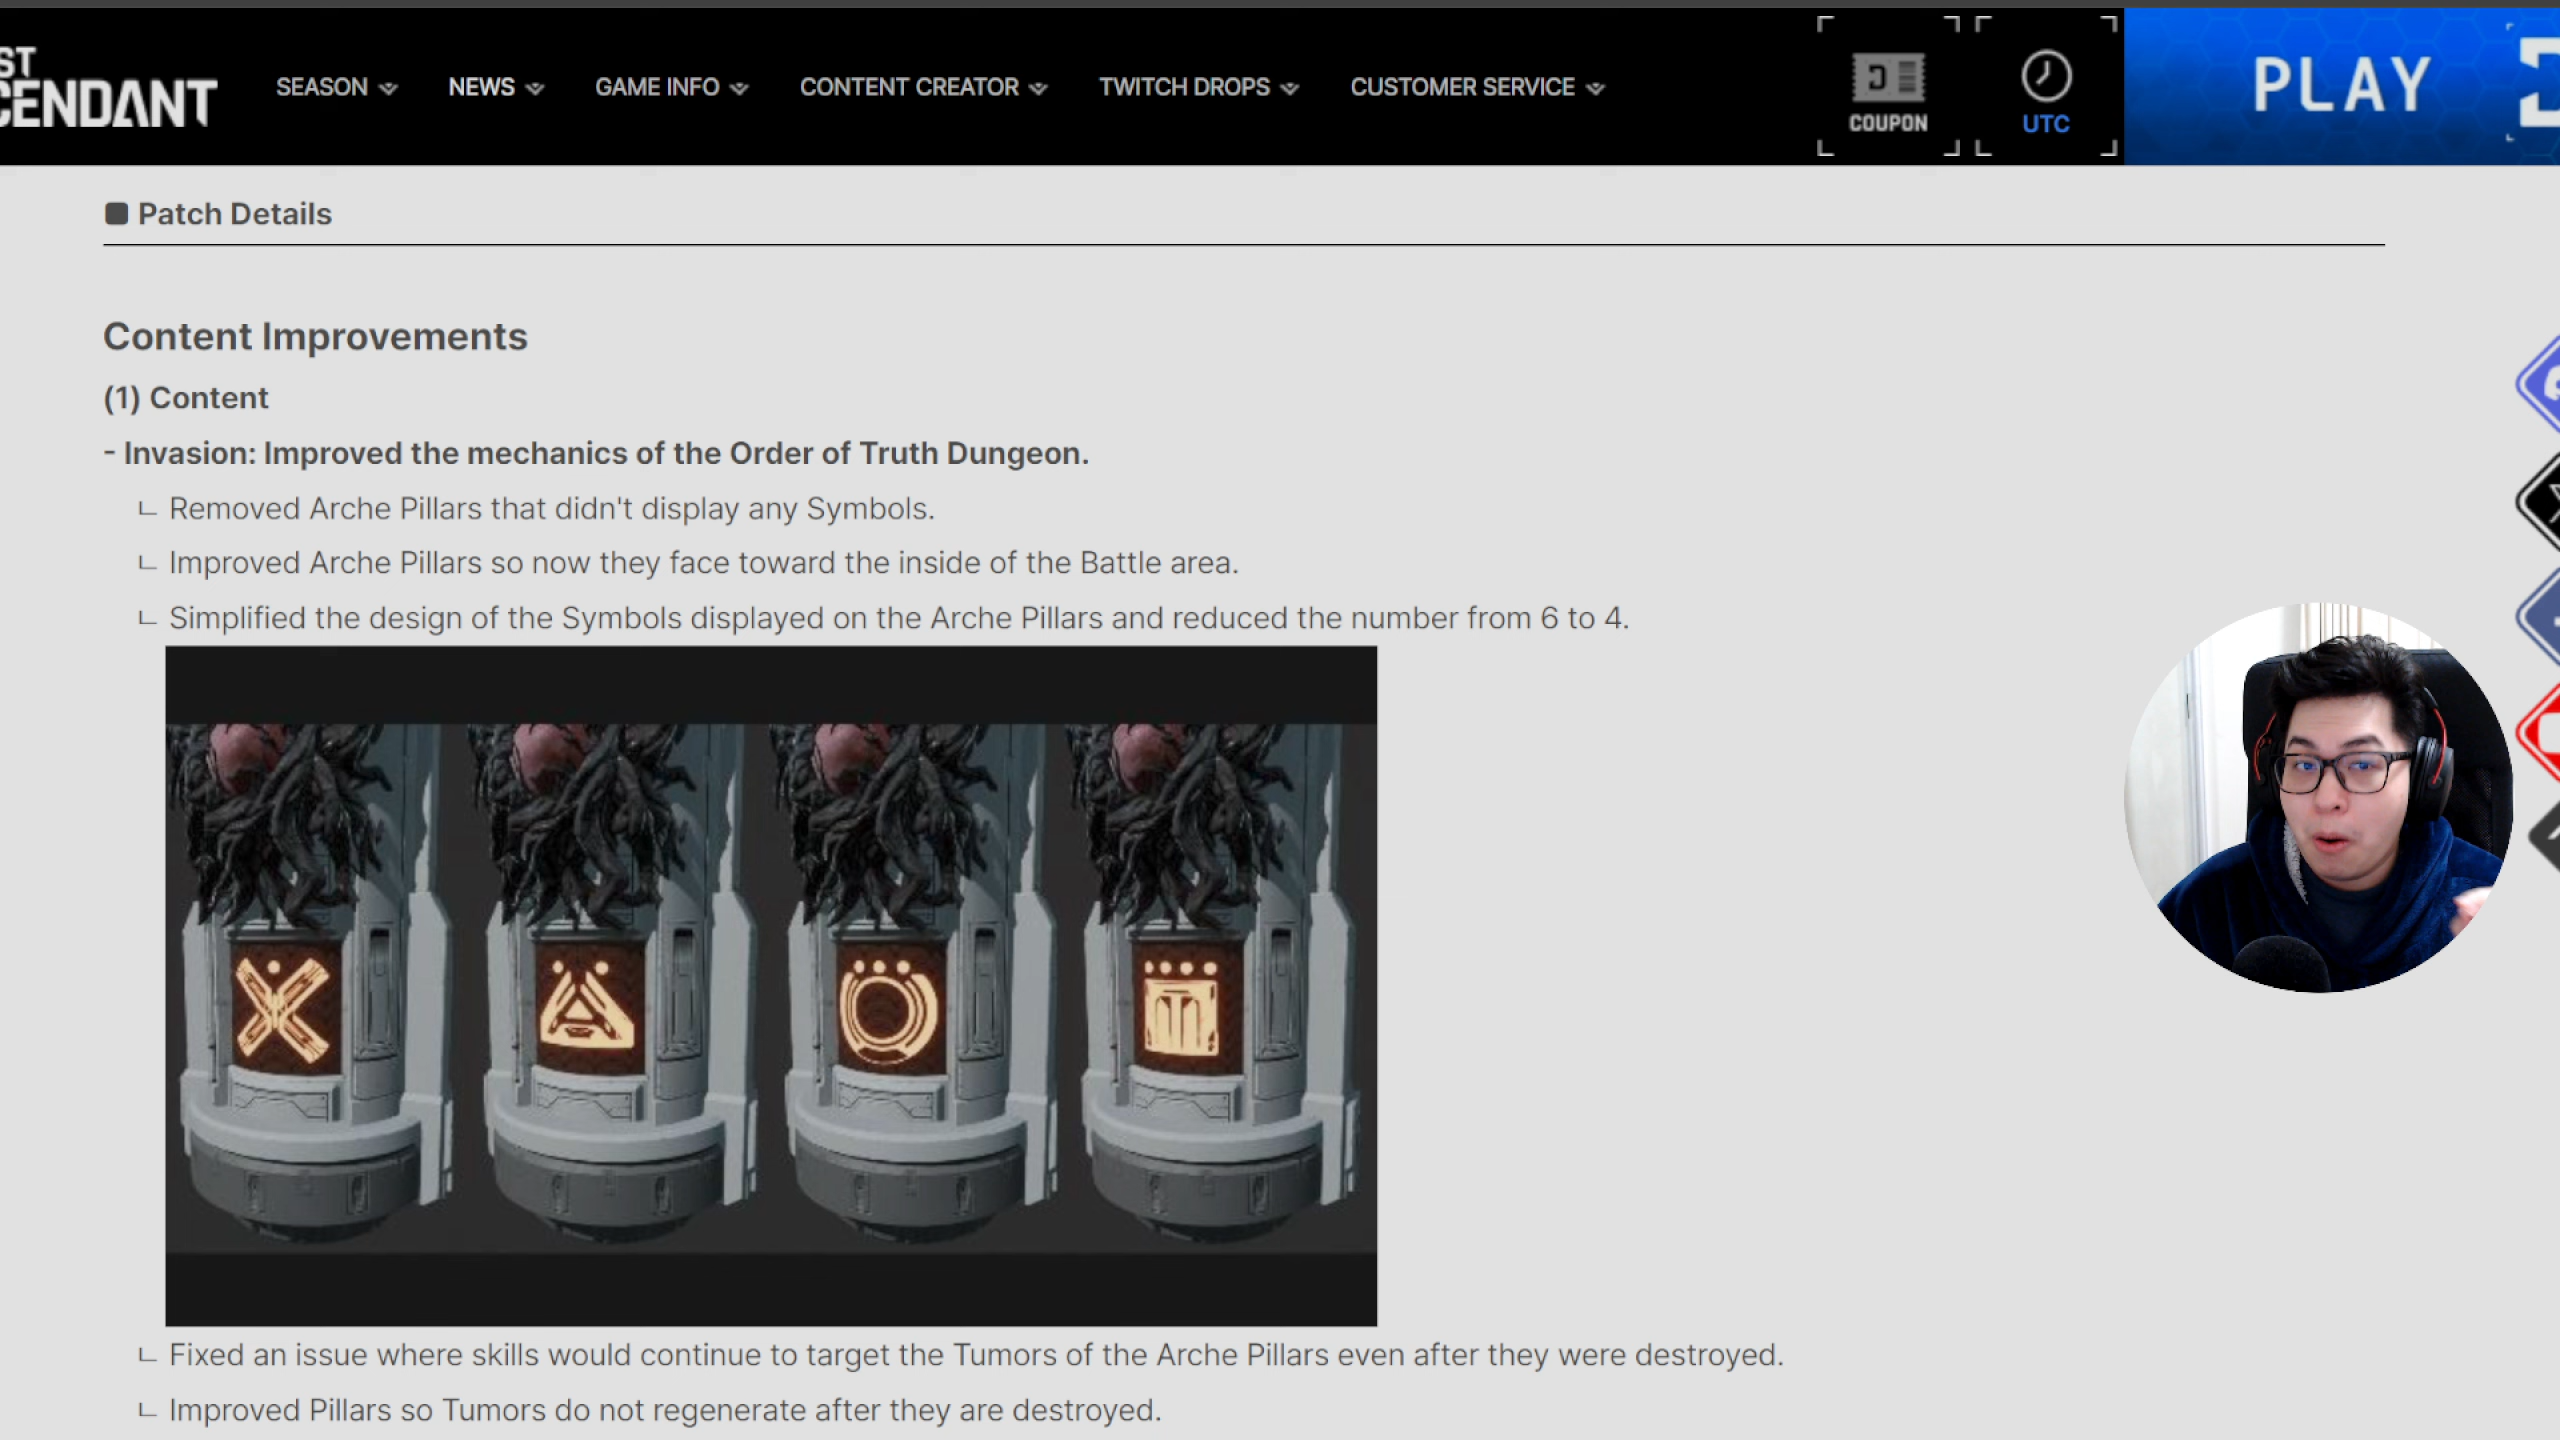 ST
CENDANT
SEASON
NEWS
GAME INFO
CONTENT CREATOR
TWITCH DROPS
CUSTOMER SERVICE
COUPON
UTC
PLAY
Patch Details
Content Improvements
(1) Content
- Invasion: Improved the mechanics of the Order of Truth Dungeon.
ㄴ Removed Arche Pillars that didn't display any Symbols.
ㄴ Improved Arche Pillars so now they face toward the inside of the Battle area.
ㄴ Simplified the design of the Symbols displayed on the Arche Pillars and reduced the number from 6 to 4.
ㄴ Fixed an issue where skills would continue to target the Tumors of the Arche Pillars even after they were destroyed.
ㄴ Improved Pillars so Tumors do not regenerate after they are destroyed.